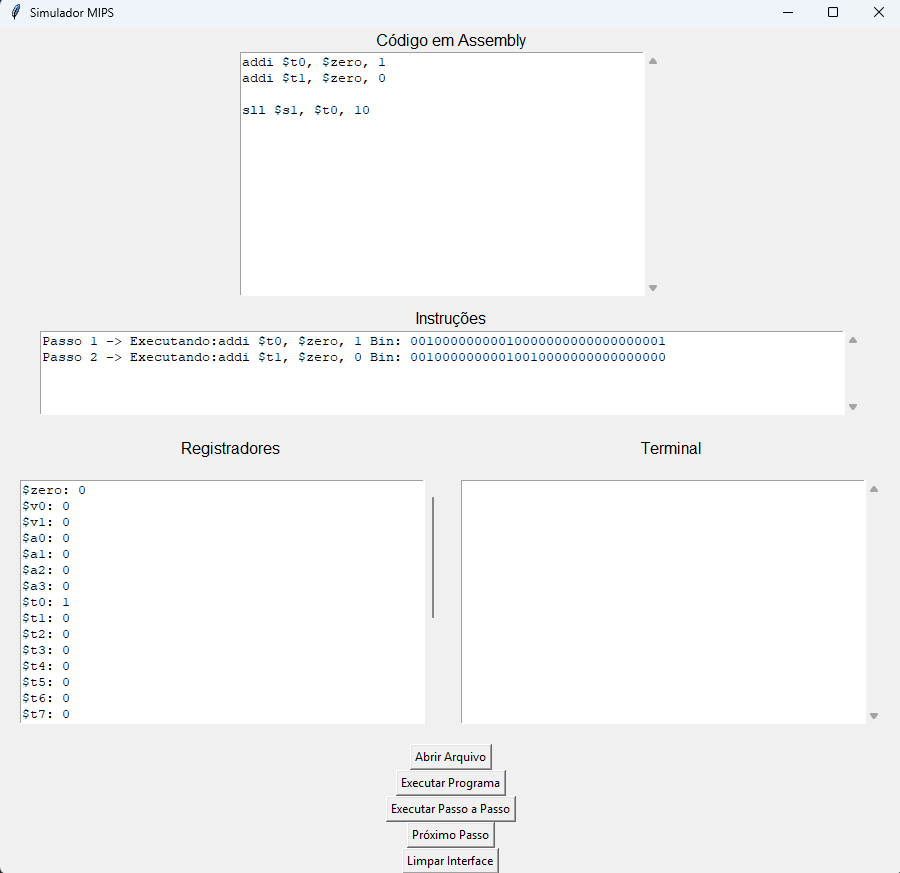 Simulador MIPS
Código em Assembly
addi $t0, $zero, 1
addi $t1, $zero, 0
sll $s1, $t0, 10
Instruções
Passo 1 -> Executando:addi $t0, $zero, 1 Bin: 00100000000010000000000000000001
Passo 2 -> Executando:addi $t1, $zero, 0 Bin: 00100000000010010000000000000000
Registradores
$zero: 0
$v0: 0
$v1: 0
$a0: 0
$a1: 0
$a2: 0
$a3: 0
$t0: 1
$t1: 0
$t2: 0
$t3: 0
$t4: 0
$t5: 0
$t6: 0
$t7: 0
Terminal
Abrir Arquivo
Executar Programa
Executar Passo a Passo
Próximo Passo
Limpar Interface